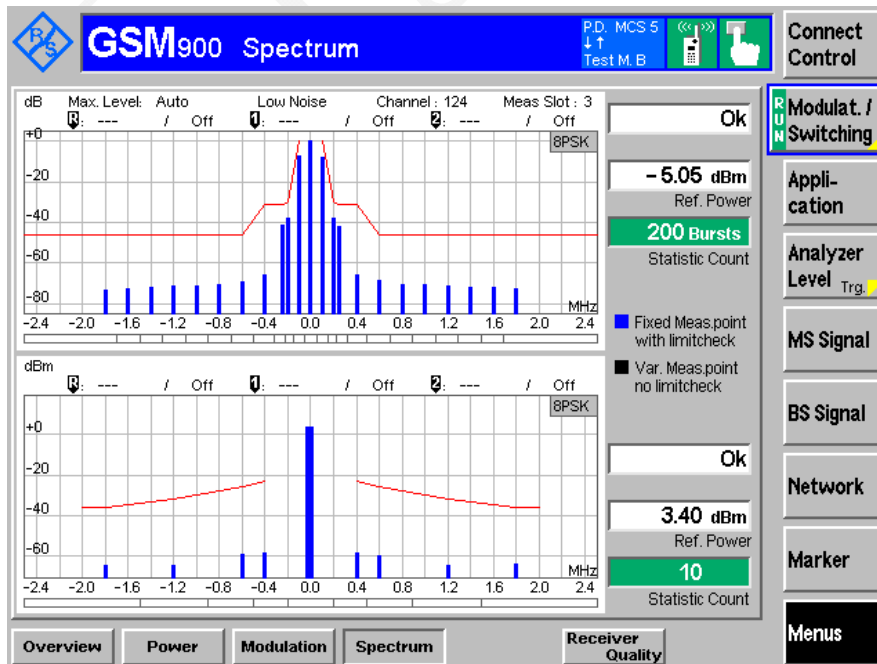 R&S
GSM900 Spectrum
P.D. MCS 5
↓↑
Test M. B
Connect Control
dB Max. Level: Auto Low Noise Channel : 124 Meas Slot : 3
R: --- / Off 1: --- / Off 2: --- / Off
8PSK
+0
-20
-40
-60
-80
MHz
-2.4 -2.0 -1.6 -1.2 -0.8 -0.4 0.0 0.4 0.8 1.2 1.6 2.0 2.4
Ok
-5.05 dBm
Ref. Power
200 Bursts
Statistic Count
Fixed Meas.point
with limitcheck
Var. Meas.point
no limitcheck
dBm
R: --- / Off 1: --- / Off 2: --- / Off
8PSK
+0
-20
-40
-60
MHz
-2.4 -2.0 -1.6 -1.2 -0.8 -0.4 0.0 0.4 0.8 1.2 1.6 2.0 2.4
Ok
3.40 dBm
Ref. Power
10
Statistic Count
RUN
Modulat. /
Switching
Appli-
cation
Analyzer
Level Trg.
MS Signal
BS Signal
Network
Marker
Menus
Overview Power Modulation Spectrum Receiver
Quality